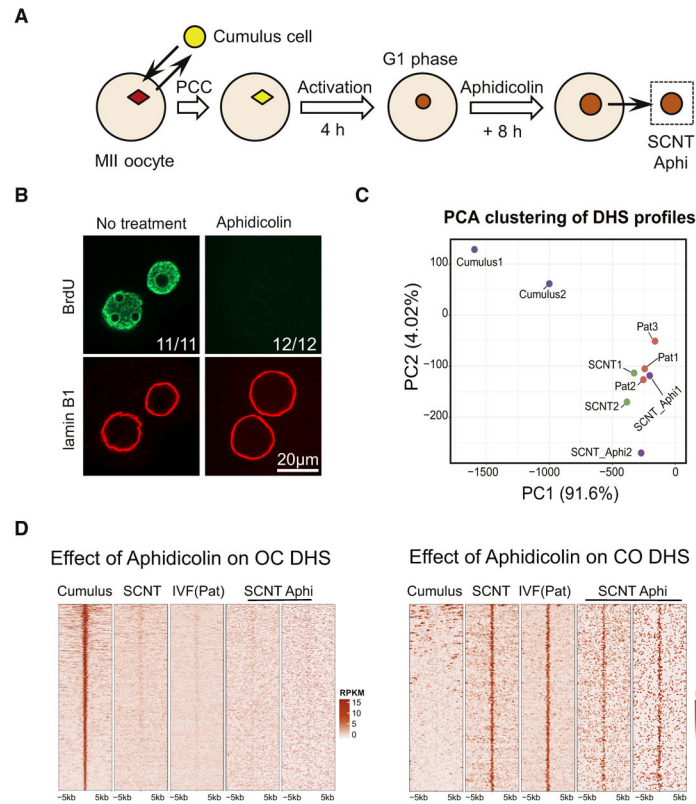 A
Cumulus cell
PCC
Activation
G1 phase
Aphidicolin
4 h
+ 8 h
MII oocyte
SCNT
Aphi
B
No treatment
Aphidicolin
BrdU
11/11
12/12
lamin B1
20μm
C
PCA clustering of DHS profiles
PC2 (4.02%)
100
0
−100
−200
Cumulus1
Cumulus2
Pat3
Pat1
SCNT1
Pat2
SCNT2
SCNT_Aphi1
SCNT_Aphi2
−1500
−1000
−500
0
PC1 (91.6%)
D
Effect of Aphidicolin on OC DHS
Cumulus SCNT IVF(Pat) SCNT Aphi
RPKM
15
10
5
0
−5kb 5kb −5kb 5kb −5kb 5kb −5kb 5kb −5kb 5kb
Effect of Aphidicolin on CO DHS
Cumulus SCNT IVF(Pat) SCNT Aphi
−5kb 5kb −5kb 5kb −5kb 5kb −5kb 5kb −5kb 5kb